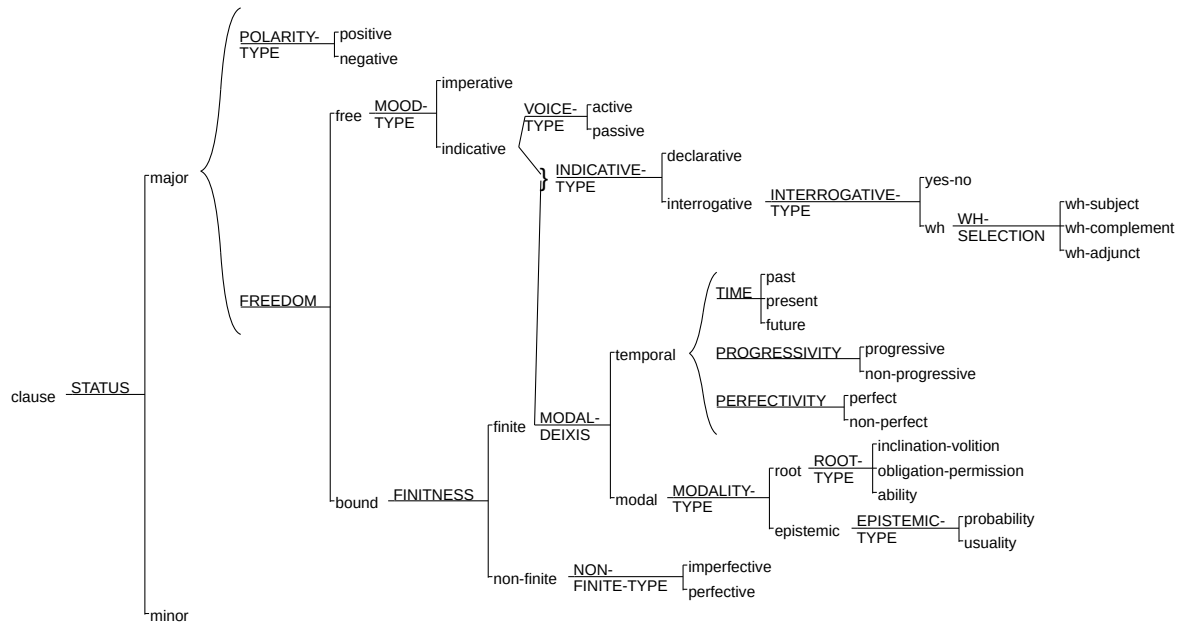 POLARITY-
TYPE
positive
negative
imperative
free
MOOD-
TYPE
indicative
VOICE-
TYPE
active
passive
}
INDICATIVE-
TYPE
declarative
interrogative
INTERROGATIVE-
TYPE
yes-no
wh
WH-
SELECTION
wh-subject
wh-complement
wh-adjunct
major
FREEDOM
TIME
past
present
future
temporal
PROGRESSIVITY
progressive
non-progressive
PERFECTIVITY
perfect
non-perfect
clause
STATUS
finite
MODAL-
DEIXIS
bound
FINITNESS
modal
MODALITY-
TYPE
root
ROOT-
TYPE
inclination-volition
obligation-permission
ability
epistemic
EPISTEMIC-
TYPE
probability
usuality
non-finite
NON-
FINITE-TYPE
imperfective
perfective
minor